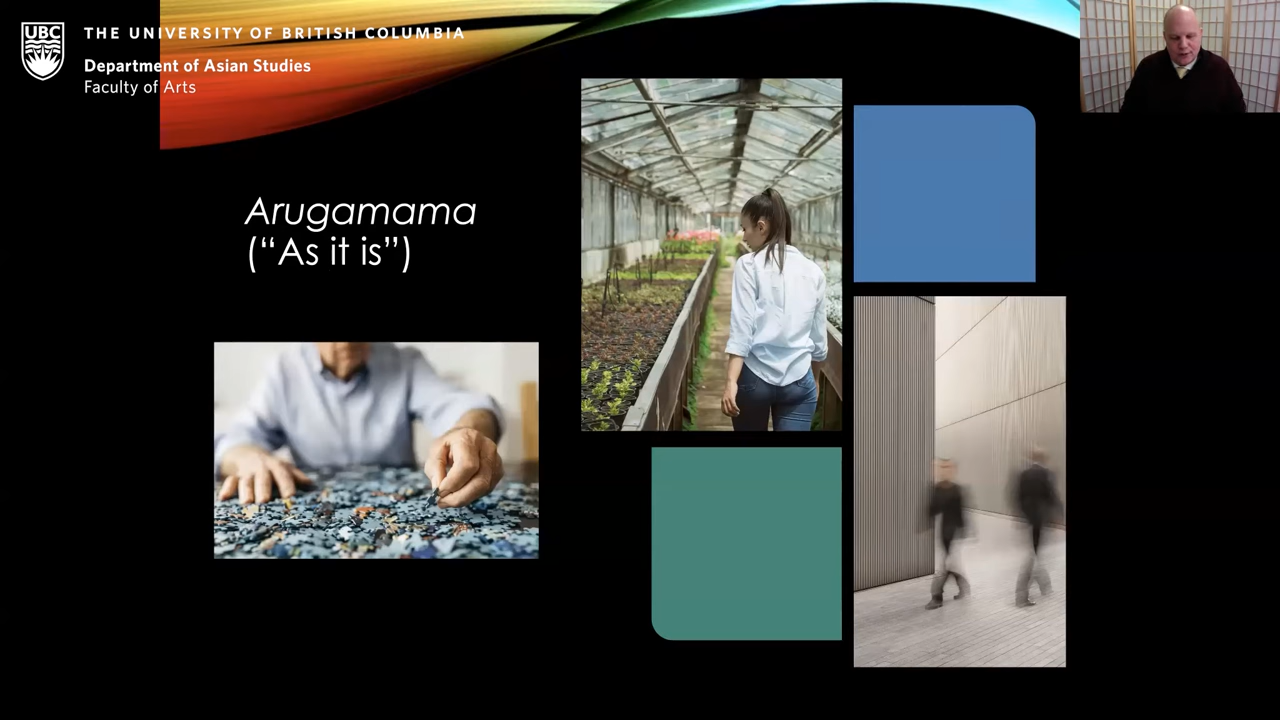 UBC
THE UNIVERSITY OF BRITISH COLUMBIA
Department of Asian Studies
Faculty of Arts
Arugamama
(“As it is”)